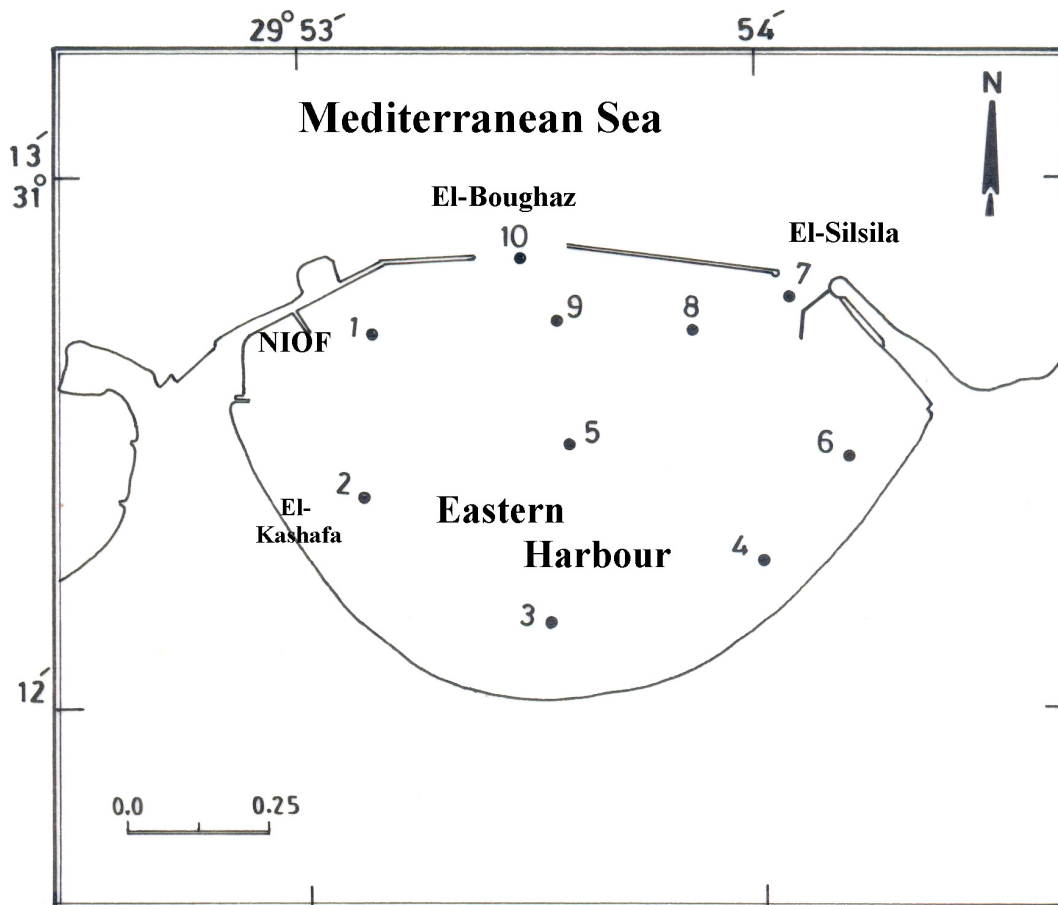 29° 53′
54′
N
Mediterranean Sea
13′
31°
El-Boughaz
10
El-Silsila
7
9
8
1
NIOF
5
6
2
El-
Kashafa
Eastern
Harbour
4
3
12′
0.0
0.25